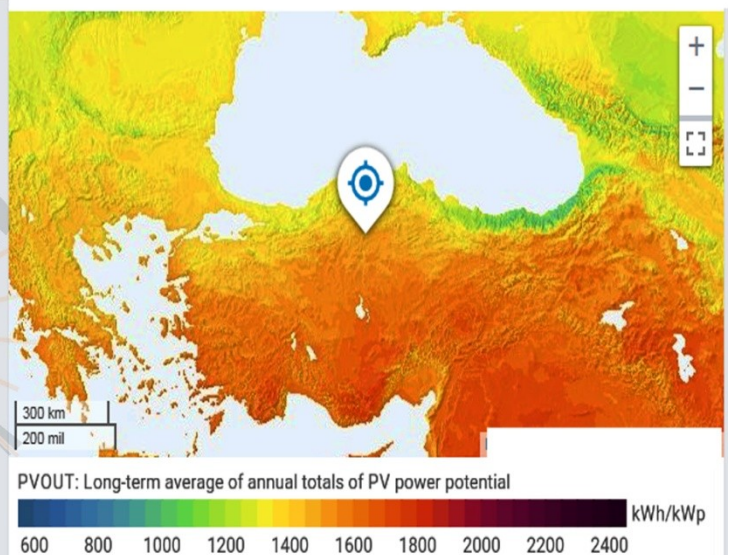 +
−
300 km
200 mil
PVOUT: Long-term average of annual totals of PV power potential
kWh/kWp
600 800 1000 1200 1400 1600 1800 2000 2200 2400